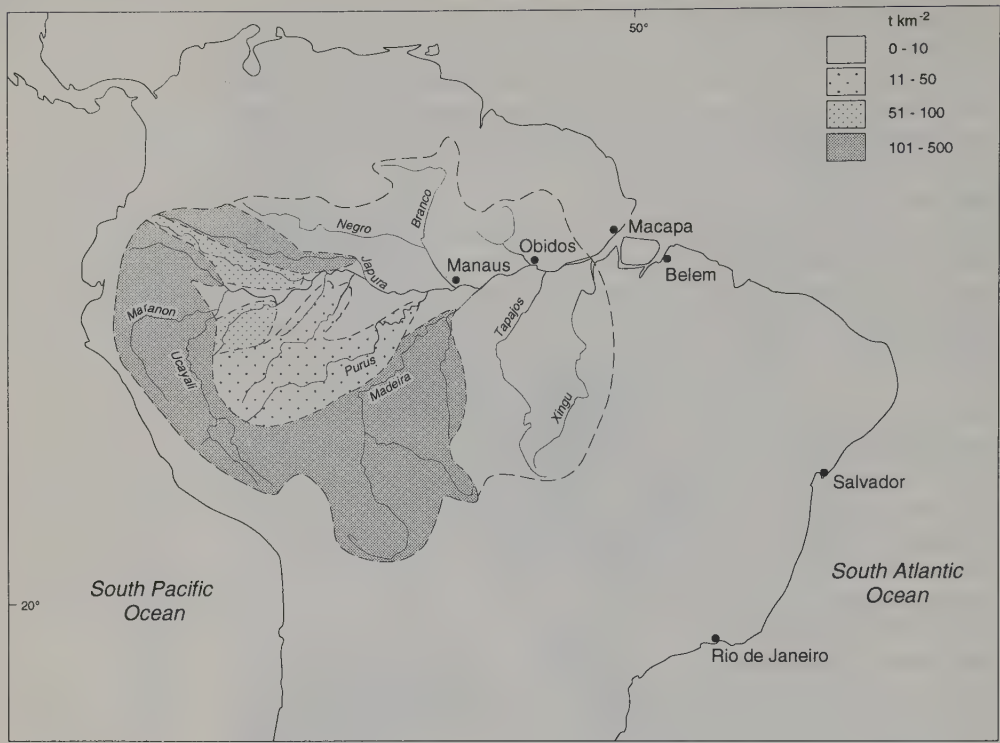 50°
t km-2
0 - 10
11 - 50
51 - 100
101 - 500
Branco
Negro
Macapa
Obidos
Manaus
Belem
Japura
Marañon
Tapajos
Ucayali
Purus
Madeira
Xingu
Salvador
South Pacific
Ocean
South Atlantic
Ocean
20°
Rio de Janeiro